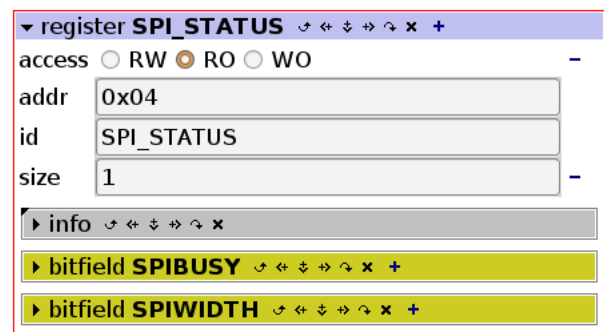 register SPI_STATUS
access RW RO WO
addr 0x04
id SPI_STATUS
size 1
info
bitfield SPIBUSY
bitfield SPIWIDTH